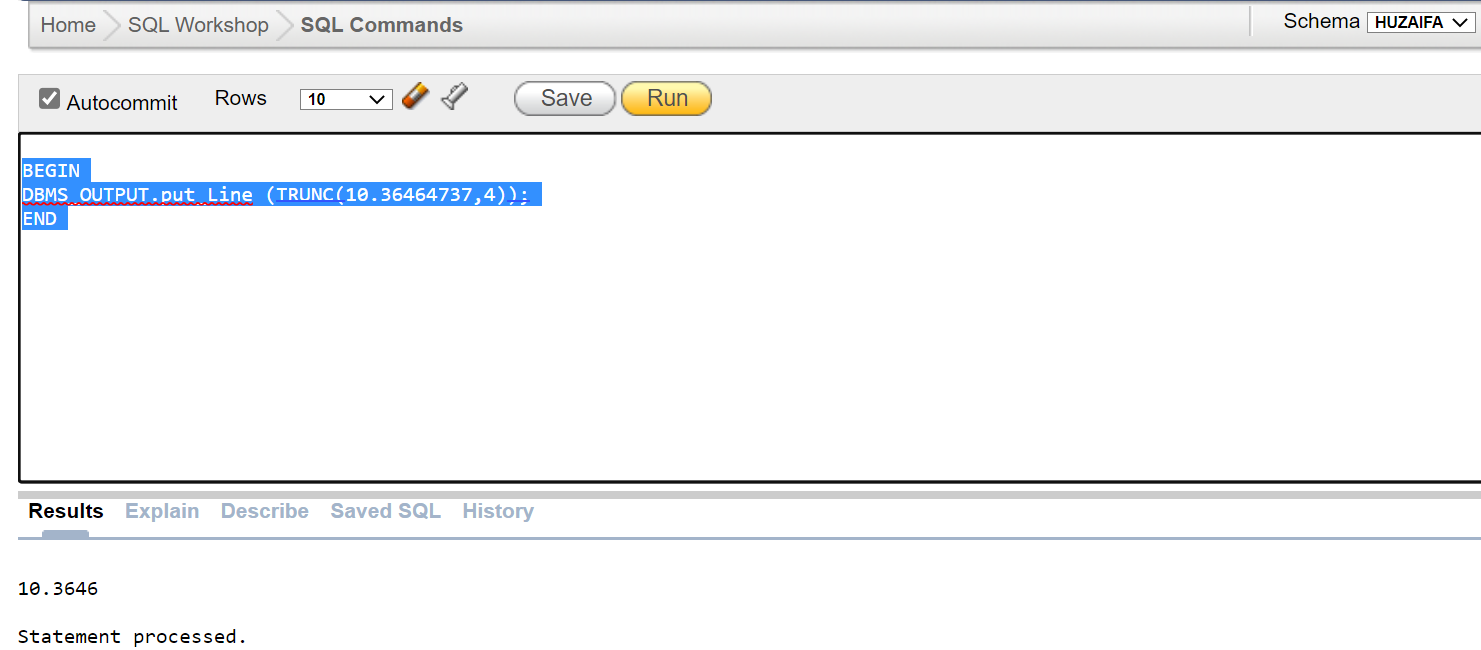 Home SQL Workshop SQL Commands Schema HUZAIFA
Autocommit Rows 10 Save Run
BEGIN
DBMS_OUTPUT.put_Line (TRUNC(10.36464737,4));
END
Results Explain Describe Saved SQL History
10.3646
Statement processed.